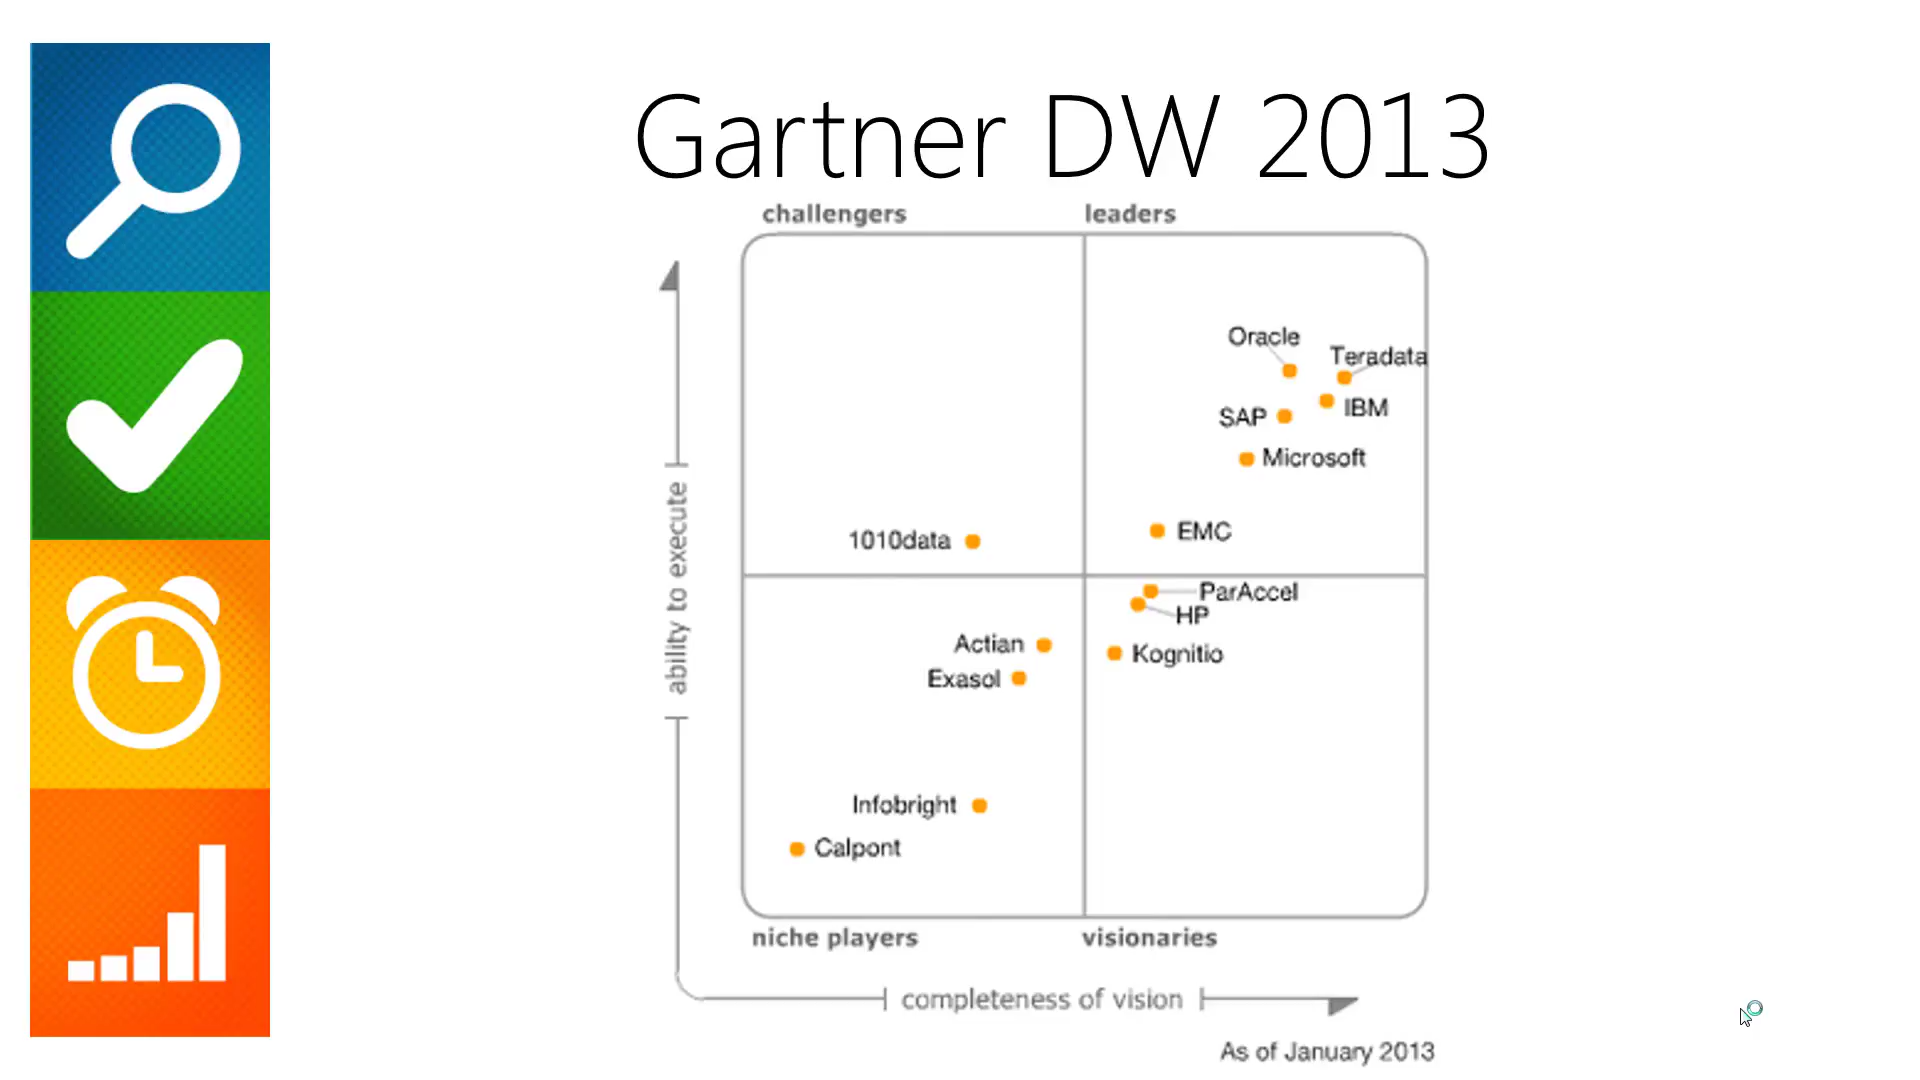 Gartner DW 2013
challengers
leaders
Oracle
Teradata
IBM
SAP
Microsoft
EMC
1010data
ability to execute
ParAccel
HP
Actian
Kognitio
Exasol
Infobright
Calpont
niche players
visionaries
completeness of vision
As of January 2013